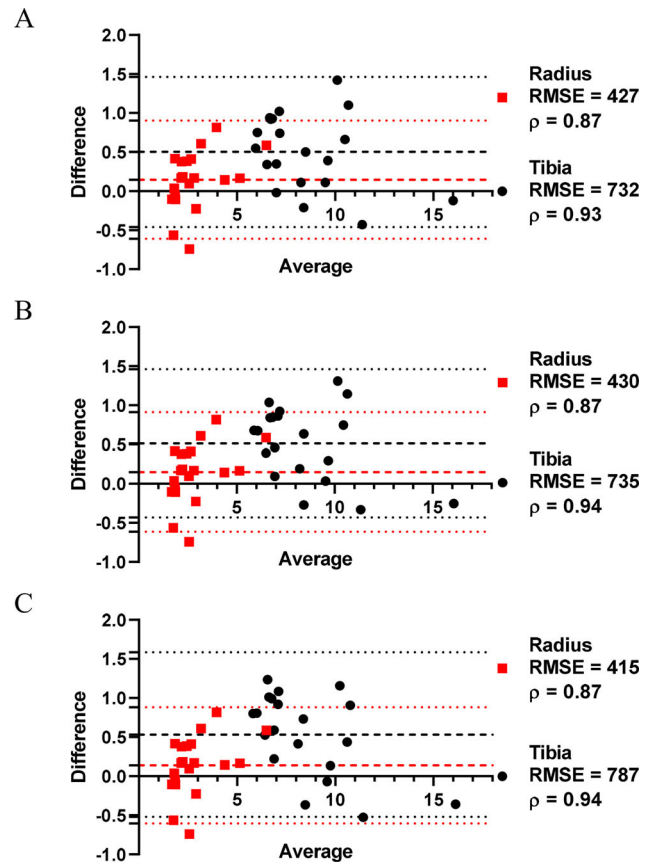 A
Difference
2.0
1.5
1.0
0.5
0.0
-0.5
-1.0
5
10
15
Average
Radius
RMSE = 427
ρ = 0.87
Tibia
RMSE = 732
ρ = 0.93
B
Difference
2.0
1.5
1.0
0.5
0.0
-0.5
-1.0
5
10
15
Average
Radius
RMSE = 430
ρ = 0.87
Tibia
RMSE = 735
ρ = 0.94
C
Difference
2.0
1.5
1.0
0.5
0.0
-0.5
-1.0
5
10
15
Average
Radius
RMSE = 415
ρ = 0.87
Tibia
RMSE = 787
ρ = 0.94